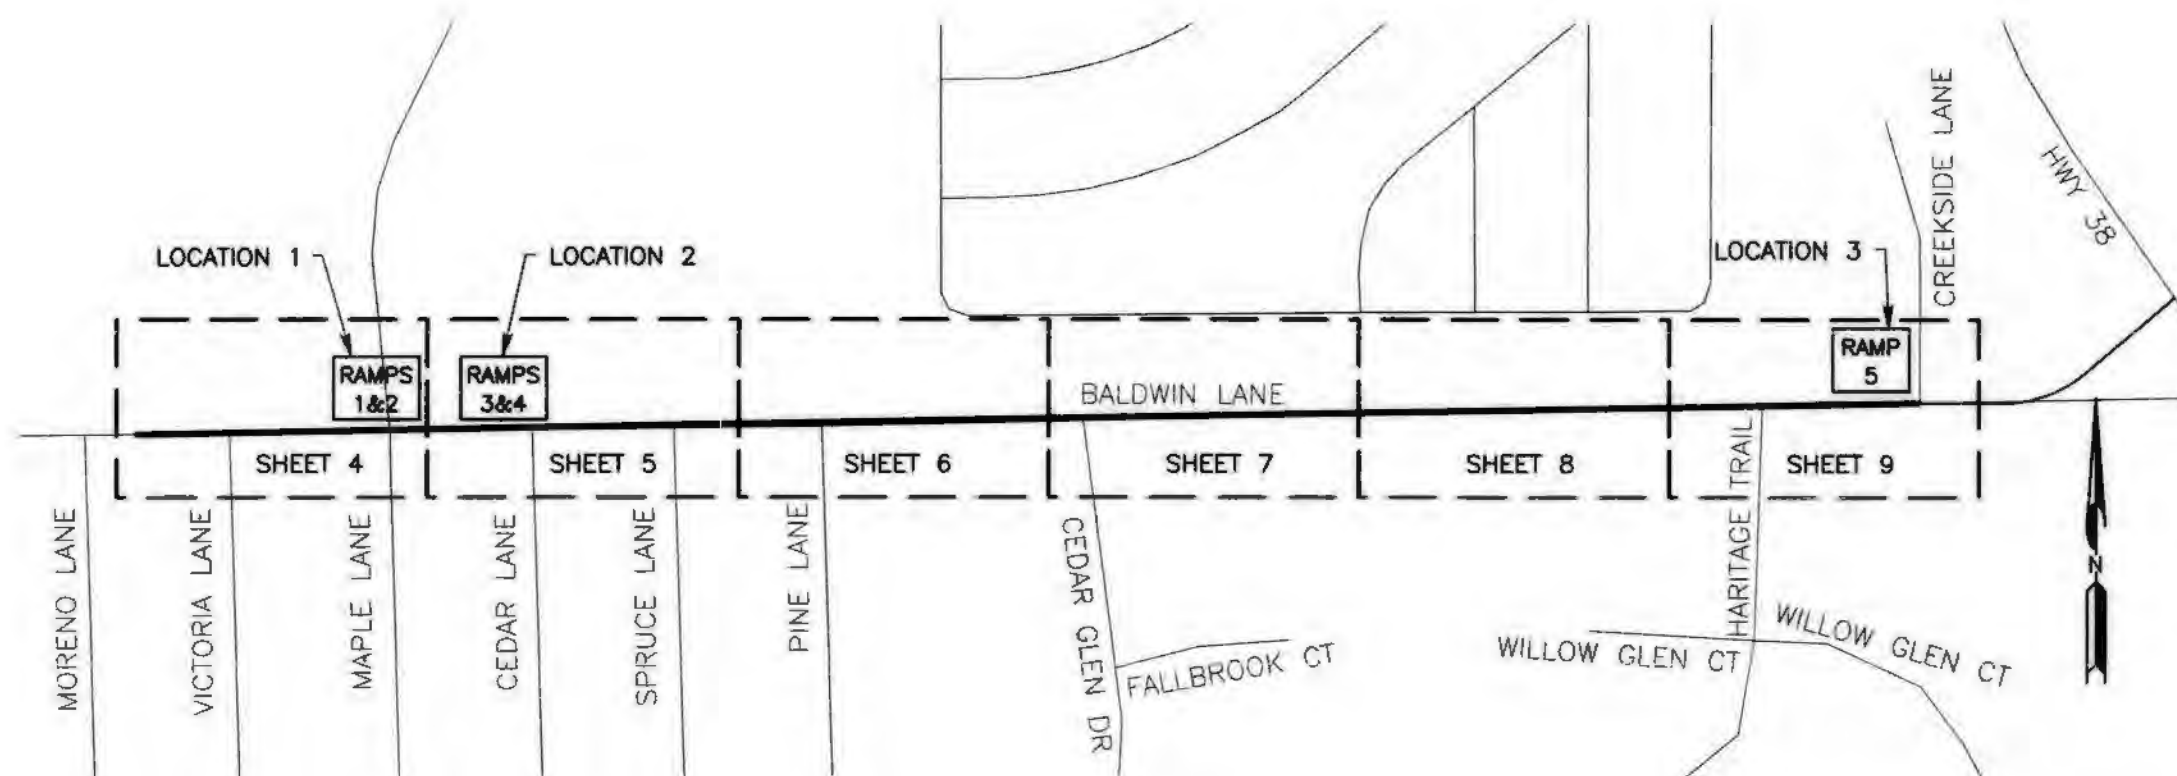 CREEKSIDE LANE
HWY 38
LOCATION 1
LOCATION 2
LOCATION 3
RAMPS
1&2
RAMPS
3&4
RAMP
5
BALDWIN LANE
SHEET 4
SHEET 5
SHEET 6
SHEET 7
SHEET 8
SHEET 9
MORENO LANE
VICTORIA LANE
MAPLE LANE
CEDAR LANE
SPRUCE LANE
PINE LANE
CEDAR GLEN DR
FALLBROOK CT
HARITAGE TRAIL
WILLOW GLEN CT
WILLOW GLEN CT
N